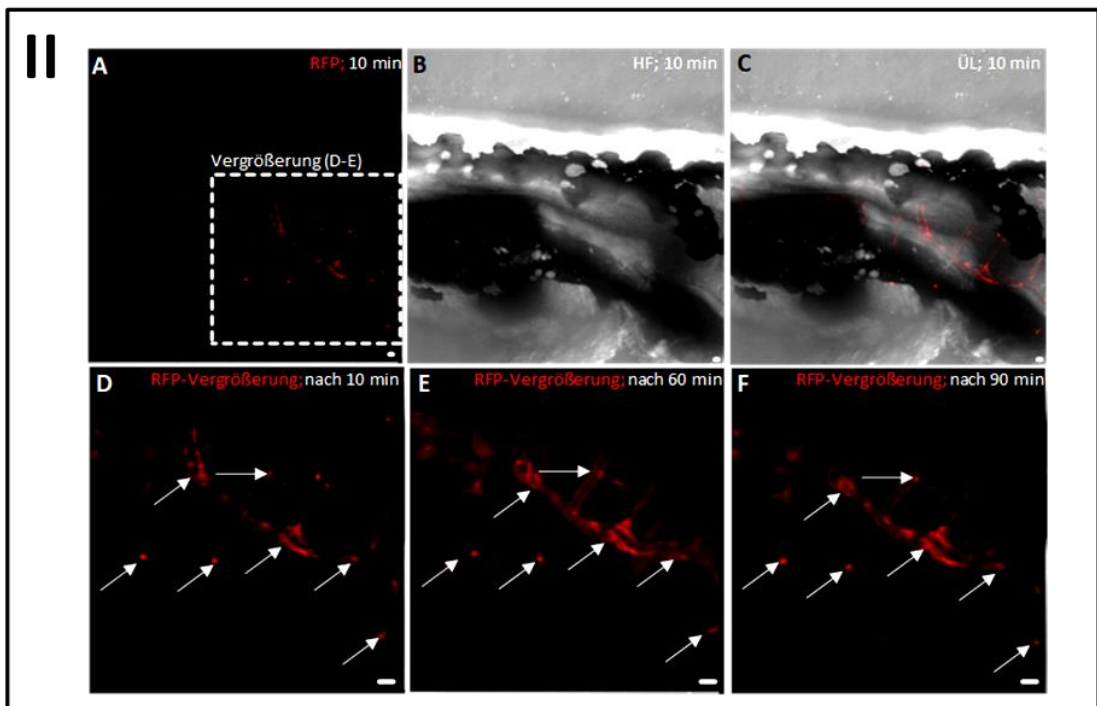 II
A
RFP; 10 min
B
HF; 10 min
C
ÜL; 10 min
Vergrößerung (D-E)
D
RFP-Vergrößerung; nach 10 min
E
RFP-Vergrößerung; nach 60 min
F
RFP-Vergrößerung; nach 90 min